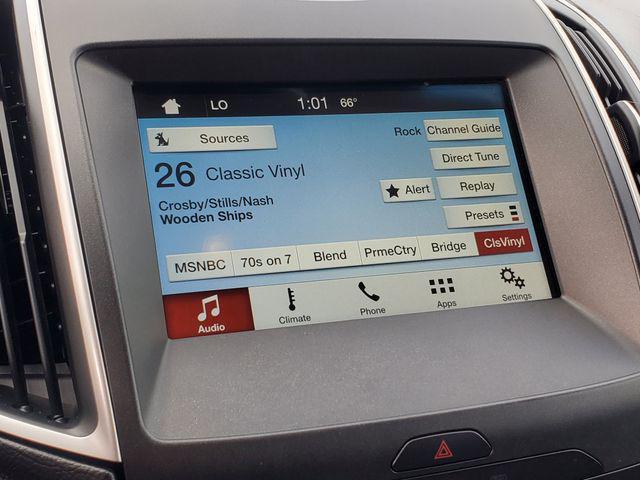 LO 1:01 66°
Sources
Rock Channel Guide
26 Classic Vinyl
Direct Tune
Crosby/Stills/Nash
Wooden Ships
Alert Replay
Presets
MSNBC 70s on 7 Blend PrmeCtry Bridge ClsVinyl
Audio Climate Phone Apps Settings